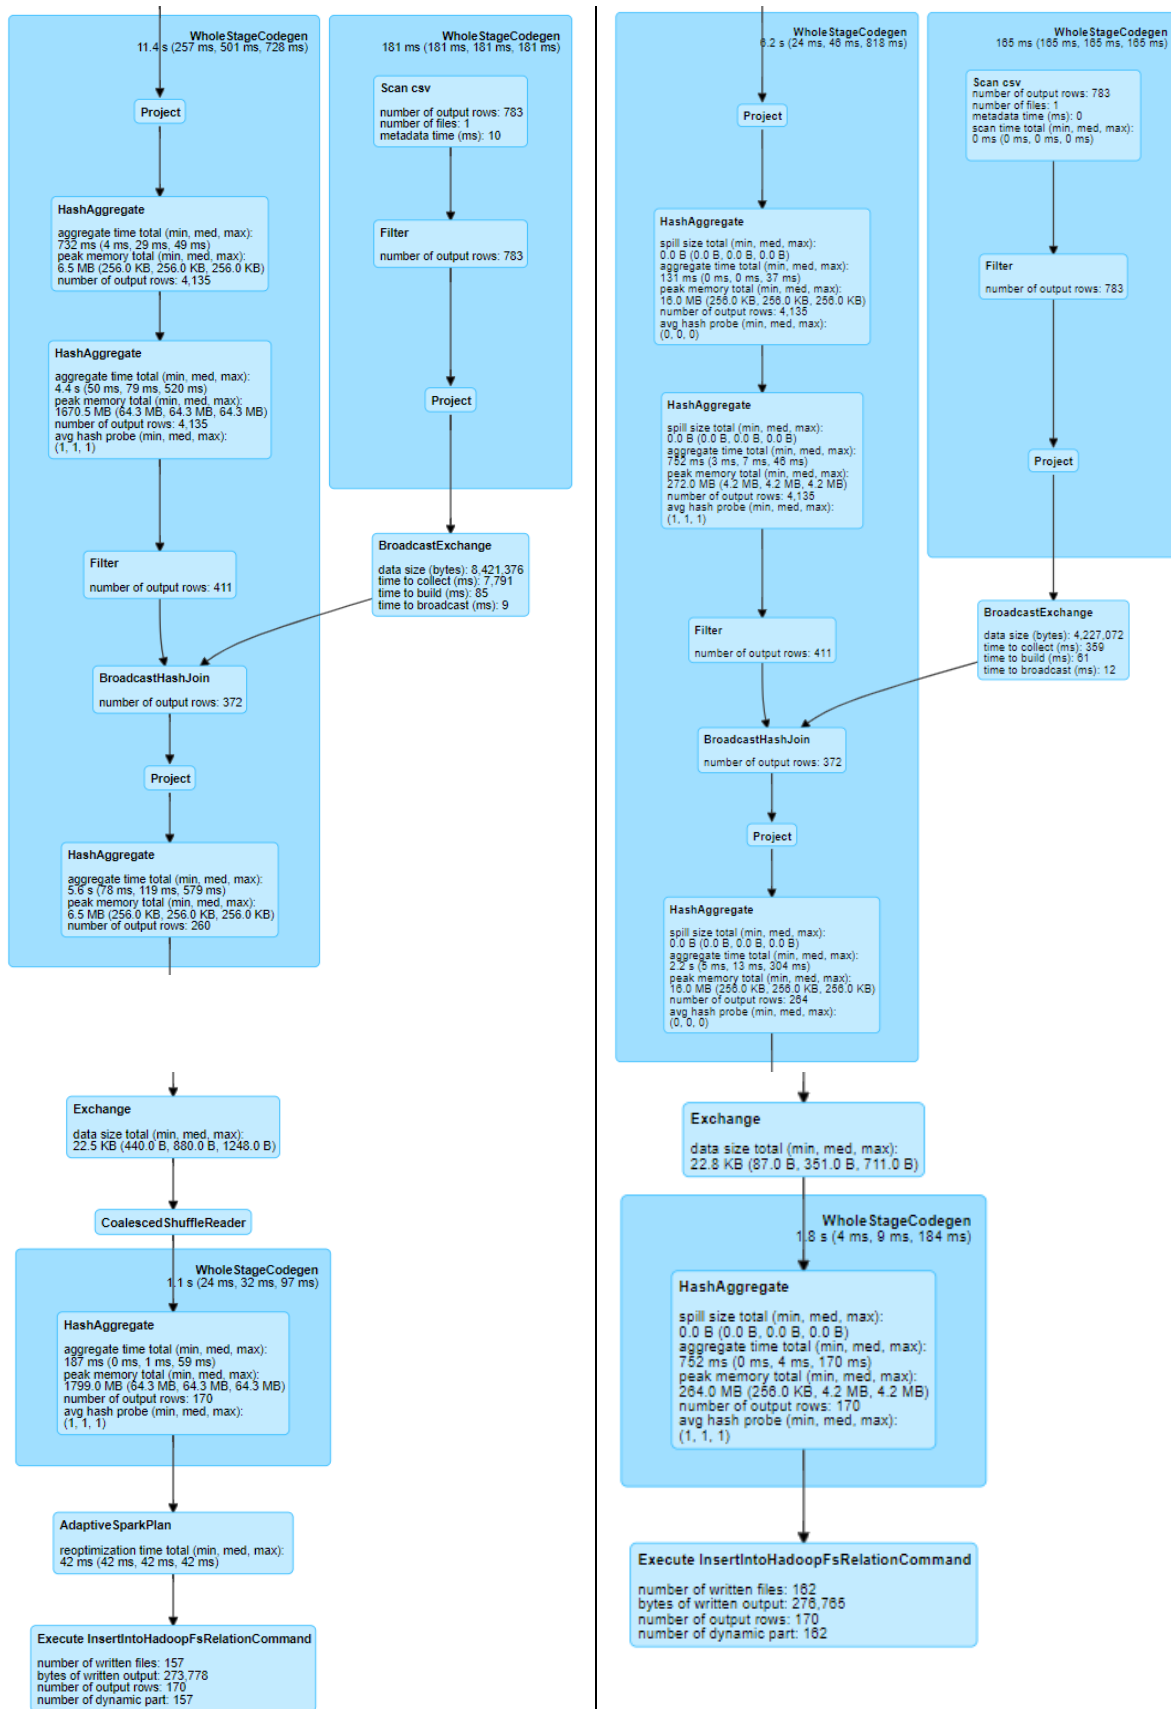 WholeStageCodegen
11.4 s (257 ms, 501 ms, 728 ms)
Project
HashAggregate
aggregate time total (min, med, max):
732 ms (4 ms, 29 ms, 49 ms)
peak memory total (min, med, max):
6.5 MB (256.0 KB, 256.0 KB, 256.0 KB)
number of output rows: 4,135
HashAggregate
aggregate time total (min, med, max):
4.4 s (50 ms, 79 ms, 520 ms)
peak memory total (min, med, max):
1670.5 MB (64.3 MB, 64.3 MB, 64.3 MB)
number of output rows: 4,135
avg hash probe (min, med, max):
(1, 1, 1)
Filter
number of output rows: 411
BroadcastHashJoin
number of output rows: 372
Project
HashAggregate
aggregate time total (min, med, max):
5.6 s (78 ms, 119 ms, 579 ms)
peak memory total (min, med, max):
6.5 MB (256.0 KB, 256.0 KB, 256.0 KB)
number of output rows: 260
WholeStageCodegen
181 ms (181 ms, 181 ms, 181 ms)
Scan csv
number of output rows: 783
number of files: 1
metadata time (ms): 10
Filter
number of output rows: 783
Project
BroadcastExchange
data size (bytes): 8,421,376
time to collect (ms): 7,791
time to build (ms): 85
time to broadcast (ms): 9
Exchange
data size total (min, med, max):
22.5 KB (440.0 B, 880.0 B, 1248.0 B)
CoalescedShuffleReader
WholeStageCodegen
1.1 s (24 ms, 32 ms, 97 ms)
HashAggregate
aggregate time total (min, med, max):
187 ms (0 ms, 1 ms, 59 ms)
peak memory total (min, med, max):
1799.0 MB (64.3 MB, 64.3 MB, 64.3 MB)
number of output rows: 170
avg hash probe (min, med, max):
(1, 1, 1)
AdaptiveSparkPlan
reoptimization time total (min, med, max):
42 ms (42 ms, 42 ms, 42 ms)
Execute InsertIntoHadoopFsRelationCommand
number of written files: 157
bytes of written output: 273,778
number of output rows: 170
number of dynamic part: 157
WholeStageCodegen
6.2 s (24 ms, 46 ms, 818 ms)
Project
HashAggregate
spill size total (min, med, max):
0.0 B (0.0 B, 0.0 B, 0.0 B)
aggregate time total (min, med, max):
131 ms (0 ms, 0 ms, 37 ms)
peak memory total (min, med, max):
16.0 MB (256.0 KB, 256.0 KB, 256.0 KB)
number of output rows: 4,135
avg hash probe (min, med, max):
(0, 0, 0)
HashAggregate
spill size total (min, med, max):
0.0 B (0.0 B, 0.0 B, 0.0 B)
aggregate time total (min, med, max):
752 ms (3 ms, 7 ms, 46 ms)
peak memory total (min, med, max):
272.0 MB (4.2 MB, 4.2 MB, 4.2 MB)
number of output rows: 4,135
avg hash probe (min, med, max):
(1, 1, 1)
Filter
number of output rows: 411
BroadcastHashJoin
number of output rows: 372
Project
HashAggregate
spill size total (min, med, max):
0.0 B (0.0 B, 0.0 B, 0.0 B)
aggregate time total (min, med, max):
2.2 s (5 ms, 13 ms, 304 ms)
peak memory total (min, med, max):
16.0 MB (256.0 KB, 256.0 KB, 256.0 KB)
number of output rows: 264
avg hash probe (min, med, max):
(0, 0, 0)
WholeStageCodegen
165 ms (165 ms, 165 ms, 165 ms)
Scan csv
number of output rows: 783
number of files: 1
metadata time (ms): 0
scan time total (min, med, max):
0 ms (0 ms, 0 ms, 0 ms)
Filter
number of output rows: 783
Project
BroadcastExchange
data size (bytes): 4,227,072
time to collect (ms): 359
time to build (ms): 61
time to broadcast (ms): 12
Exchange
data size total (min, med, max):
22.8 KB (87.0 B, 351.0 B, 711.0 B)
WholeStageCodegen
1.8 s (4 ms, 9 ms, 184 ms)
HashAggregate
spill size total (min, med, max):
0.0 B (0.0 B, 0.0 B, 0.0 B)
aggregate time total (min, med, max):
752 ms (0 ms, 4 ms, 170 ms)
peak memory total (min, med, max):
264.0 MB (256.0 KB, 4.2 MB, 4.2 MB)
number of output rows: 170
avg hash probe (min, med, max):
(1, 1, 1)
Execute InsertIntoHadoopFsRelationCommand
number of written files: 162
bytes of written output: 276,765
number of output rows: 170
number of dynamic part: 162